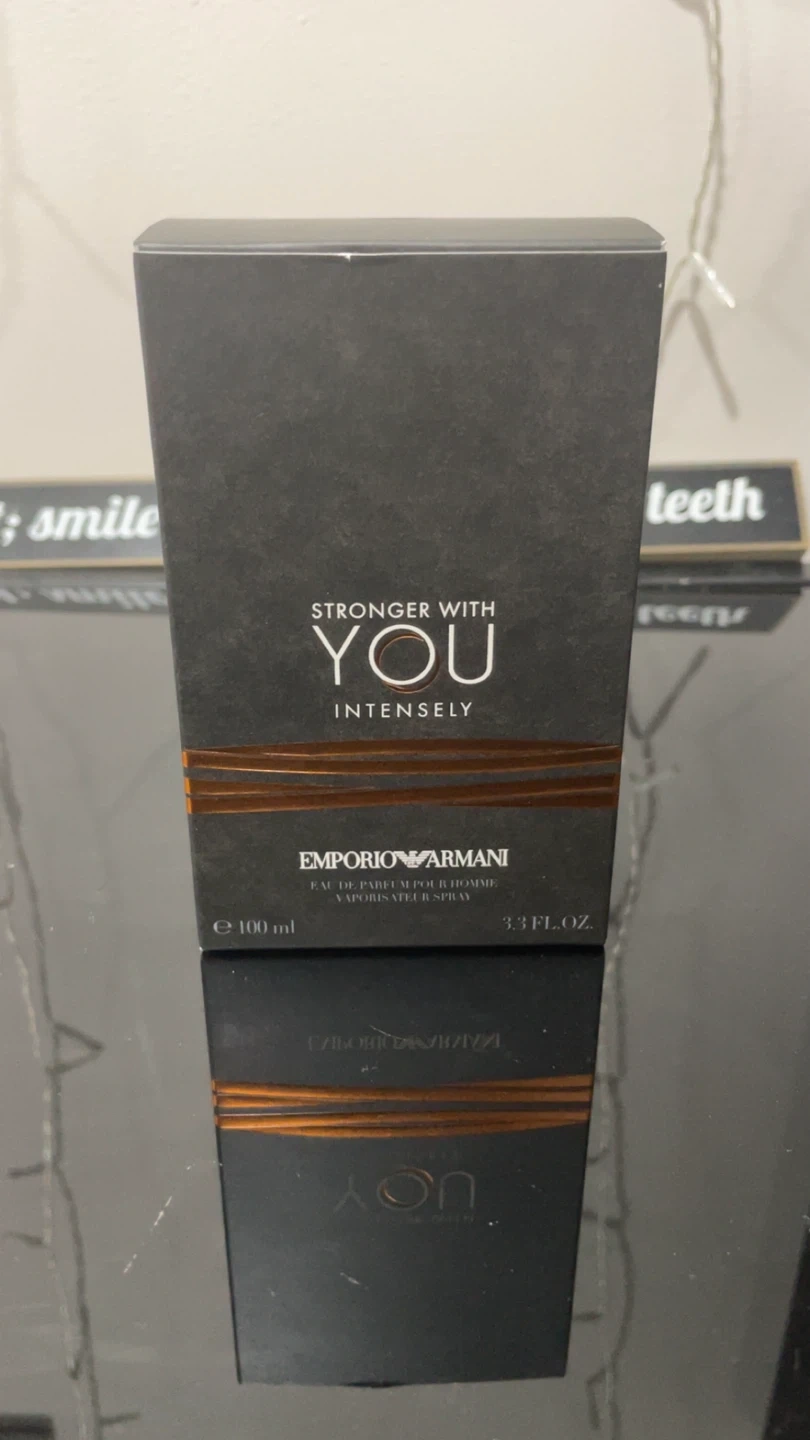 ; smile
teeth
STRONGER WITH
YOU
INTENSELY
EMPORIO ARMANI
EAU DE PARFUM POUR HOMME
VAPORISATEUR SPRAY
℮ 100 ml
3.3 FL.OZ.